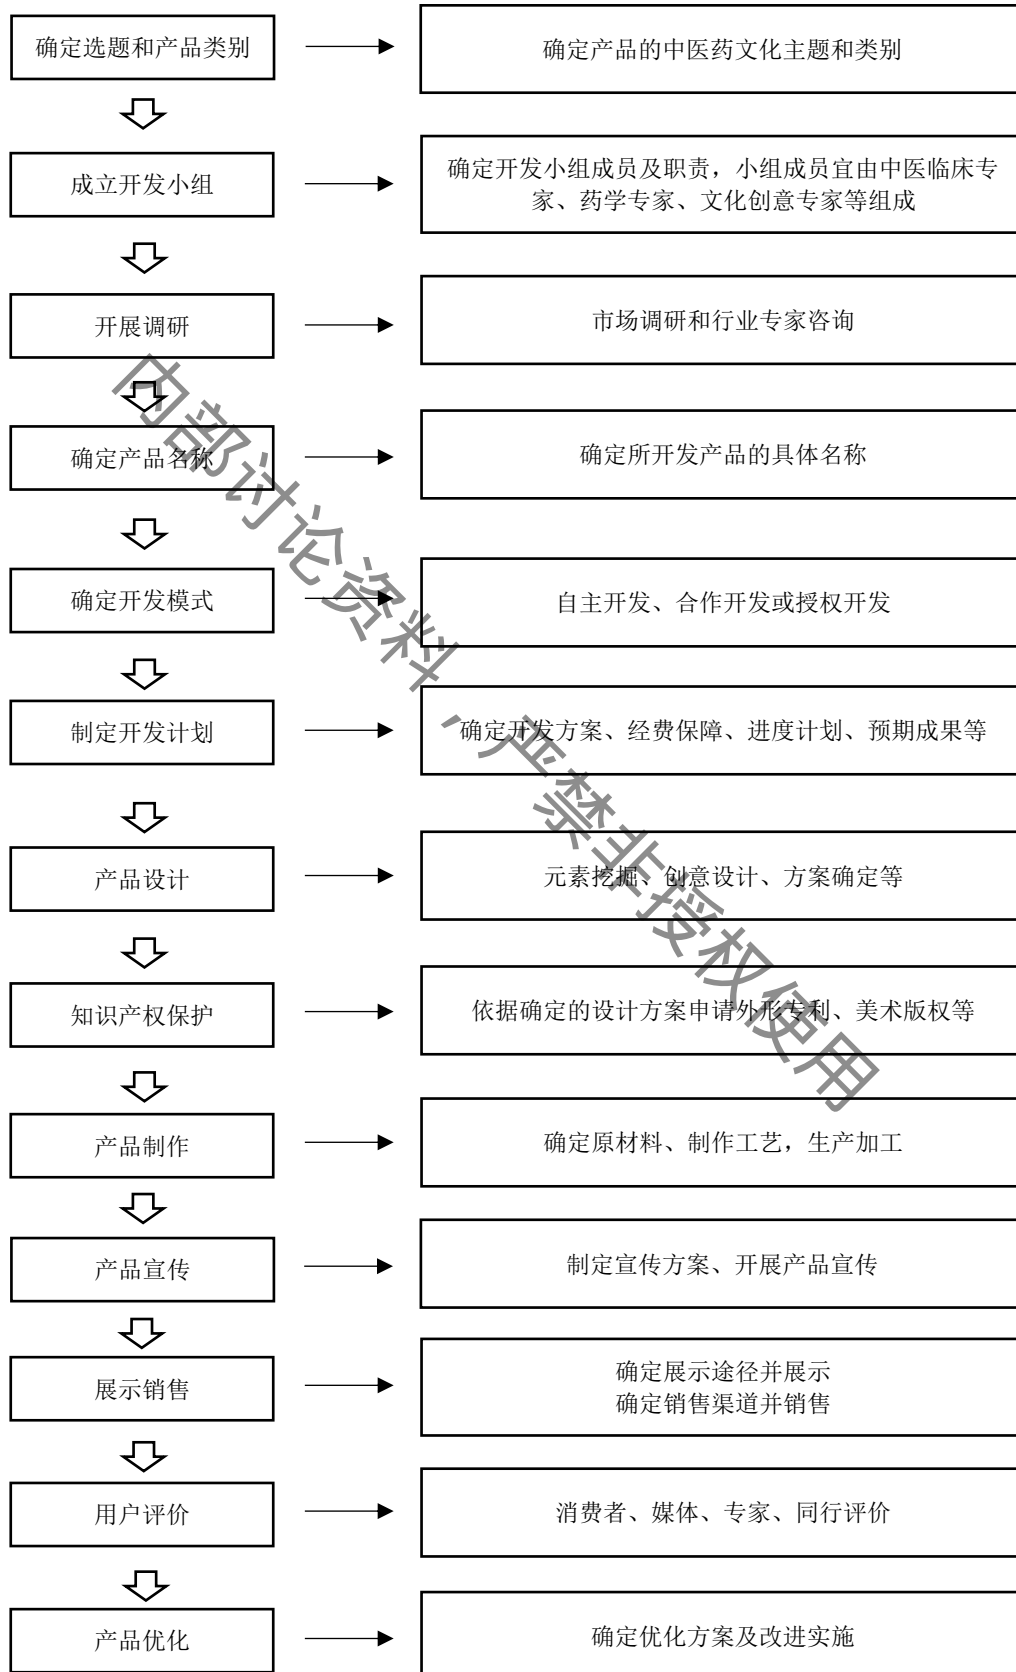 确定选题和产品类别
确定产品的中医药文化主题和类别
成立开发小组
确定开发小组成员及职责，小组成员宜由中医临床专
家、药学专家、文化创意专家等组成
开展调研
市场调研和行业专家咨询
确定产品名称
确定所开发产品的具体名称
确定开发模式
自主开发、合作开发或授权开发
制定开发计划
确定开发方案、经费保障、进度计划、预期成果等
产品设计
元素挖掘、创意设计、方案确定等
知识产权保护
依据确定的设计方案申请外形专利、美术版权等
产品制作
确定原材料、制作工艺，生产加工
产品宣传
制定宣传方案、开展产品宣传
展示销售
确定展示途径并展示
确定销售渠道并销售
用户评价
消费者、媒体、专家、同行评价
产品优化
确定优化方案及改进实施
内部讨论资料，严禁非授权使用